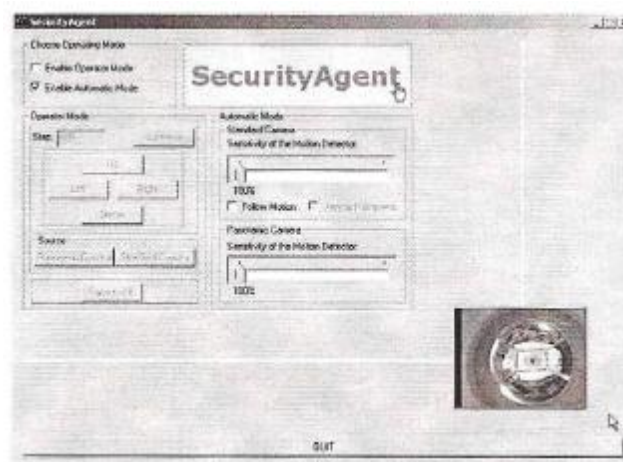 SecurityAgent
Choose Operating Mode
Enable Operator Mode
Enable Automatic Mode
SecurityAgent
Operator Mode
Step
Up
Left Right
Down
Source
Automatic Mode
Standard Camera
Sensitivity of the Motion Detector
100%
Follow Motion
Panoramic Camera
Sensitivity of the Motion Detector
100%
QUIT